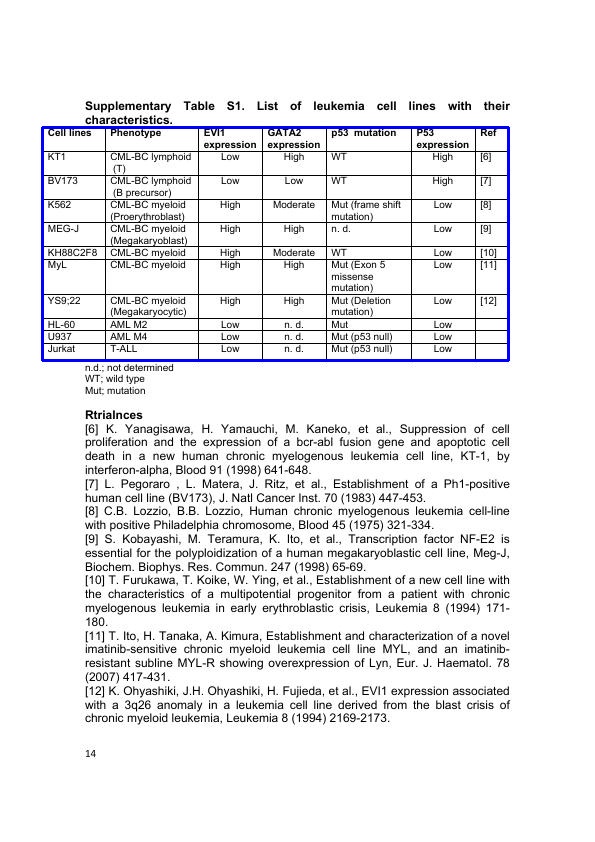 Supplementary Table S1. List of leukemia cell lines with their
characteristics.
Cell lines Phenotype EVI1 expression GATA2 expression p53 mutation P53 expression Ref
KT1 CML-BC lymphoid (T) Low High WT High [6]
BV173 CML-BC lymphoid (B precursor) Low Low WT High [7]
K562 CML-BC myeloid (Proerythroblast) High Moderate Mut (frame shift mutation) Low [8]
MEG-J CML-BC myeloid (Megakaryoblast) High High n. d. Low [9]
KH88C2F8 CML-BC myeloid High Moderate WT Low [10]
MyL CML-BC myeloid High High Mut (Exon 5 missense mutation) Low [11]
YS9;22 CML-BC myeloid (Megakaryocytic) High High Mut (Deletion mutation) Low [12]
HL-60 AML M2 Low n. d. Mut Low
U937 AML M4 Low n. d. Mut (p53 null) Low
Jurkat T-ALL Low n. d. Mut (p53 null) Low
n.d.; not determined
WT; wild type
Mut; mutation
Rtrialnces
[6] K. Yanagisawa, H. Yamauchi, M. Kaneko, et al., Suppression of cell
proliferation and the expression of a bcr-abl fusion gene and apoptotic cell
death in a new human chronic myelogenous leukemia cell line, KT-1, by
interferon-alpha, Blood 91 (1998) 641-648.
[7] L. Pegoraro , L. Matera, J. Ritz, et al., Establishment of a Ph1-positive
human cell line (BV173), J. Natl Cancer Inst. 70 (1983) 447-453.
[8] C.B. Lozzio, B.B. Lozzio, Human chronic myelogenous leukemia cell-line
with positive Philadelphia chromosome, Blood 45 (1975) 321-334.
[9] S. Kobayashi, M. Teramura, K. Ito, et al., Transcription factor NF-E2 is
essential for the polyploidization of a human megakaryoblastic cell line, Meg-J,
Biochem. Biophys. Res. Commun. 247 (1998) 65-69.
[10] T. Furukawa, T. Koike, W. Ying, et al., Establishment of a new cell line with
the characteristics of a multipotential progenitor from a patient with chronic
myelogenous leukemia in early erythroblastic crisis, Leukemia 8 (1994) 171-
180.
[11] T. Ito, H. Tanaka, A. Kimura, Establishment and characterization of a novel
imatinib-sensitive chronic myeloid leukemia cell line MYL, and an imatinib-
resistant subline MYL-R showing overexpression of Lyn, Eur. J. Haematol. 78
(2007) 417-431.
[12] K. Ohyashiki, J.H. Ohyashiki, H. Fujieda, et al., EVI1 expression associated
with a 3q26 anomaly in a leukemia cell line derived from the blast crisis of
chronic myeloid leukemia, Leukemia 8 (1994) 2169-2173.
14